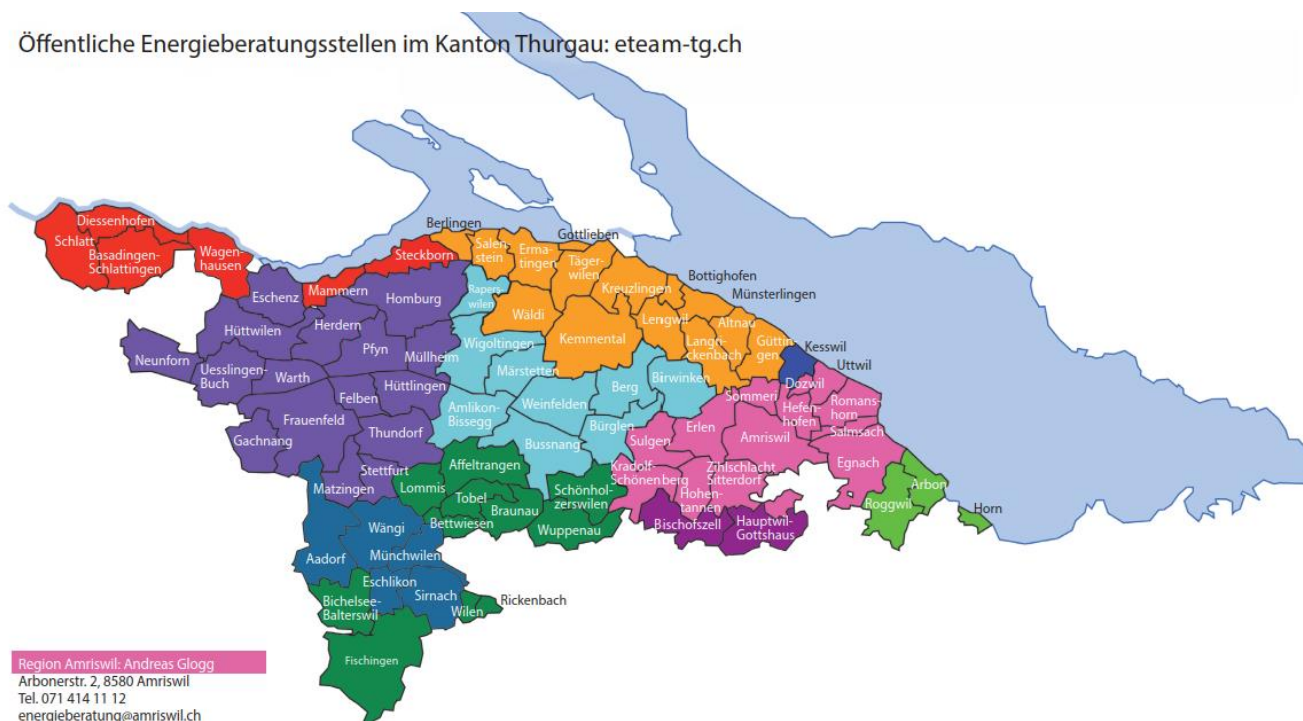 Öffentliche Energieberatungsstellen im Kanton Thurgau: eteam-tg.ch
Diessenhofen
Schlatt
Basadingen-
Schlattingen
Wagen-
hausen
Berlingen
Gottlieben
Steckborn
Salen-
stein
Erma-
tingen
Täger-
wilen
Bottighofen
Mammern
Eschenz
Homburg
Rapers-
wilen
Kreuzlingen
Münsterlingen
Hüttwilen
Herdern
Wäldi
Lengwil
Altnau
Kemmental
Langri-
ckenbach
Güttin-
gen
Kesswil
Uttwil
Neunforn
Pfyn
Müllheim
Wigoltingen
Uesslingen-
Buch
Warth
Hüttlingen
Märstetten
Berg
Birwinken
Dozwil
Sommeri
Felben
Weinfelden
Hefen-
hofen
Romans-
horn
Frauenfeld
Amlikon-
Bissegg
Bürglen
Erlen
Amriswil
Salmsach
Thundorf
Gachnang
Bussnang
Sulgen
Egnach
Stettfurt
Affeltrangen
Kradolf-
Schönenberg
Zihlschlacht
Sitterdorf
Matzingen
Lommis
Schönhol-
zerswilen
Hohen-
tannen
Arbon
Roggwil
Horn
Tobel
Braunau
Bettwiesen
Wuppenau
Bischofszell
Hauptwil-
Gottshaus
Wängi
Aadorf
Münchwilen
Eschlikon
Sirnach
Bichelsee-
Balterswil
Wilen
Rickenbach
Fischingen
Region Amriswil: Andreas Glogg
Arbonerstr. 2, 8580 Amriswil
Tel. 071 414 11 12
energieberatung@amriswil.ch